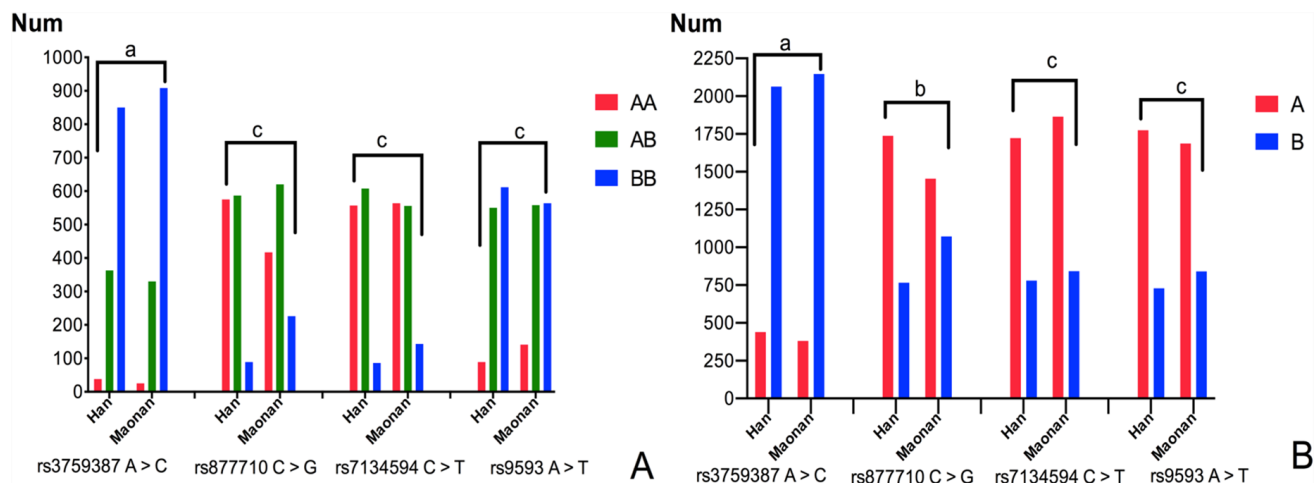 Num
1000
900
800
700
600
500
400
300
200
100
0
a
c
c
c
AA
AB
BB
Han
Maonan
Han
Maonan
Han
Maonan
Han
Maonan
rs3759387 A > C
rs877710 C > G
rs7134594 C > T
rs9593 A > T
A
Num
2250
2000
1750
1500
1250
1000
750
500
250
0
a
b
c
c
A
B
Han
Maonan
Han
Maonan
Han
Maonan
Han
Maonan
rs3759387 A > C
rs877710 C > G
rs7134594 C > T
rs9593 A > T
B